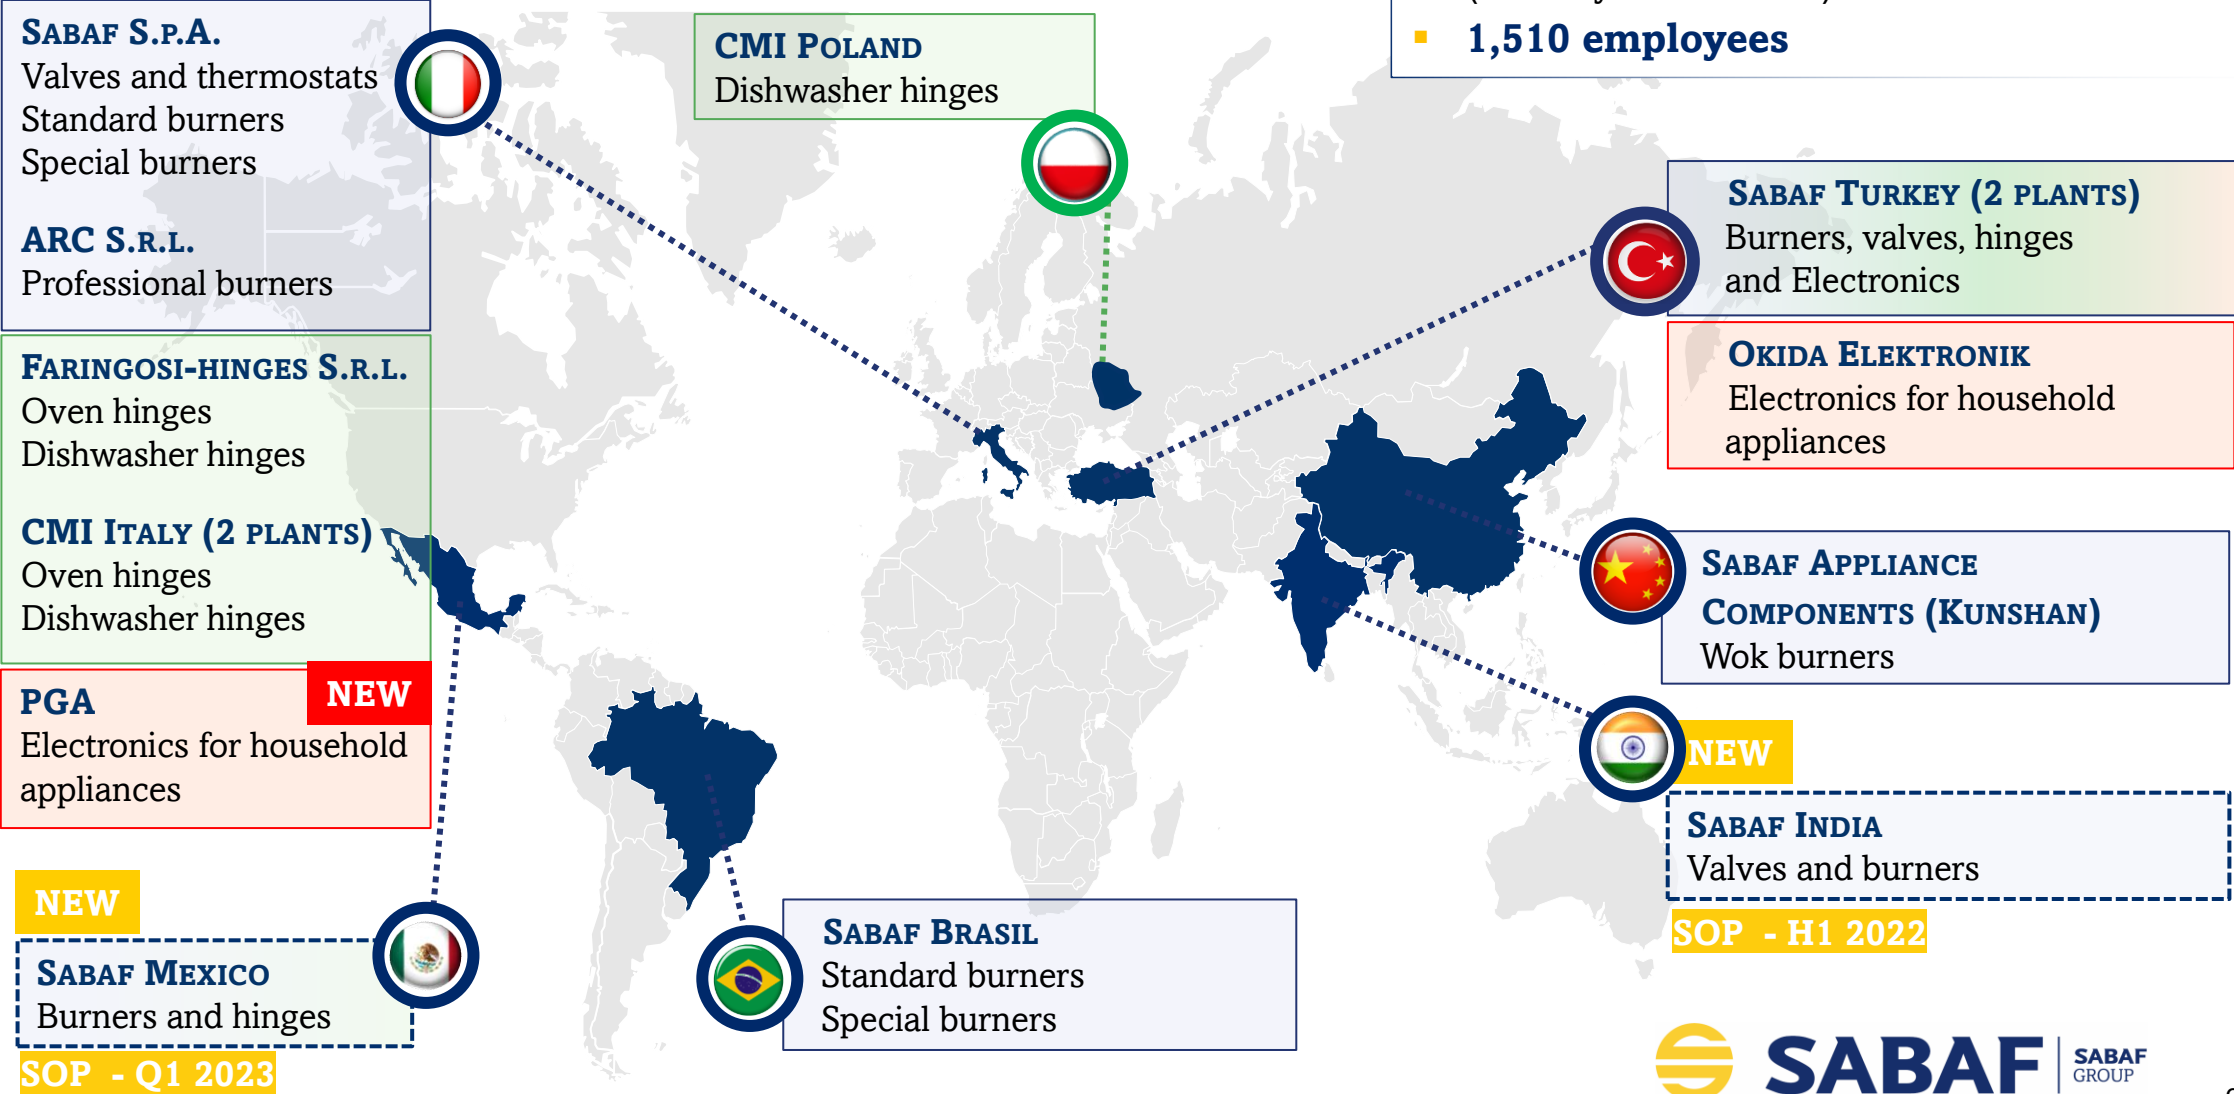 SABAF S.P.A.
Valves and thermostats
Standard burners
Special burners
ARC S.R.L.
Professional burners
FARINGOSI-HINGES S.R.L.
Oven hinges
Dishwasher hinges
CMI ITALY (2 PLANTS)
Oven hinges
Dishwasher hinges
NEW
PGA
Electronics for household
appliances
NEW
SABAF MEXICO
Burners and hinges
SOP - Q1 2023
CMI POLAND
Dishwasher hinges
1,510 employees
SABAF TURKEY (2 PLANTS)
Burners, valves, hinges
and Electronics
OKIDA ELEKTRONIK
Electronics for household
appliances
SABAF APPLIANCE
COMPONENTS (KUNSHAN)
Wok burners
NEW
SABAF INDIA
Valves and burners
SOP - H1 2022
SABAF BRASIL
Standard burners
Special burners
SABAF
SABAF
GROUP